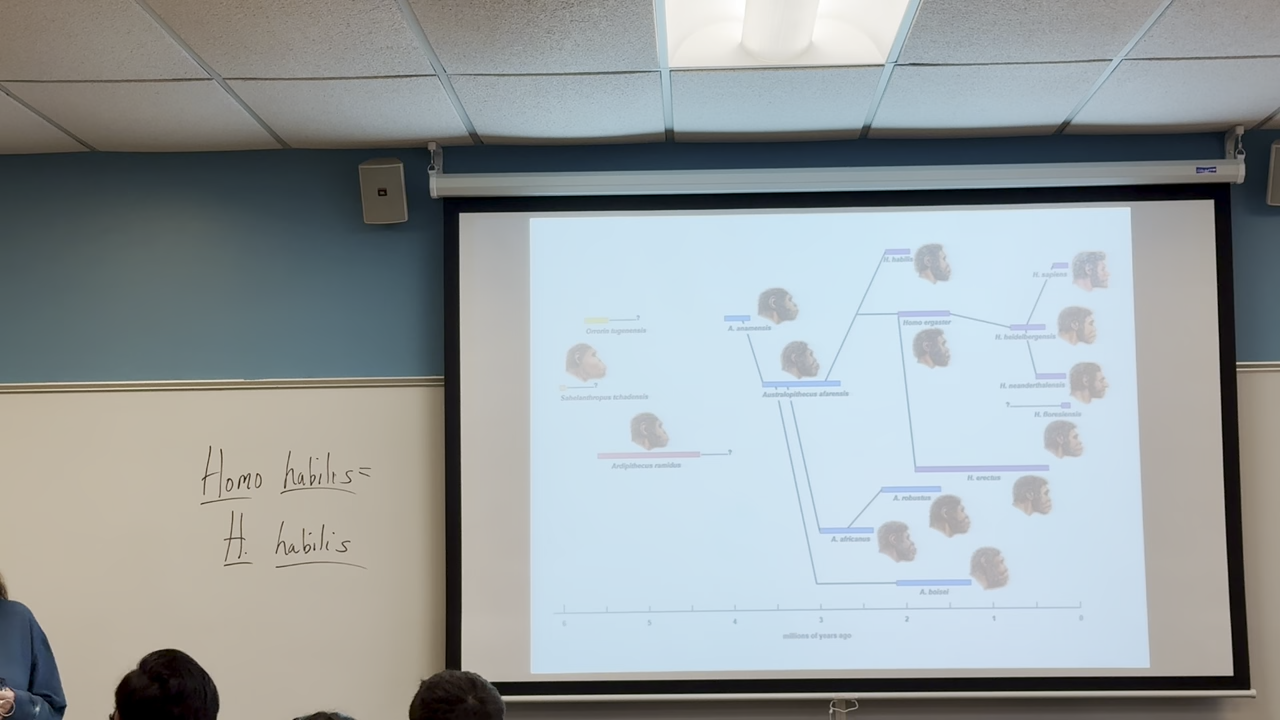 Homo habilis=
H. habilis
H. habilis
H. sapiens
Orrorin tugenensis
A. anamensis
Homo ergaster
H. heidelbergensis
Sahelanthropus tchadensis
Australopithecus afarensis
H. neanderthalensis
H. floresiensis
Ardipithecus ramidus
H. erectus
A. robustus
A. africanus
A. boisei
6 5 4 3 2 1 0
millions of years ago